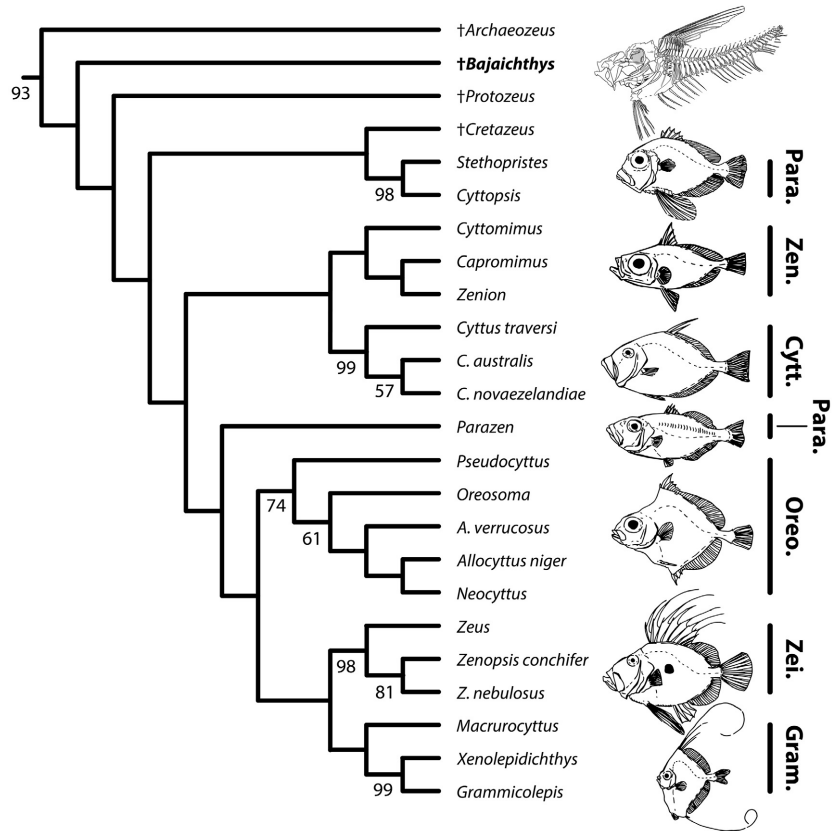 †Archaeozeus
†Bajaichthys
93
†Protozeus
†Cretazeus
Stethopristes
98
Cyttopsis
Para.
Cyttomimus
Capromimus
Zenion
Zen.
Cyttus traversi
99
C. australis
57
C. novaezelandiae
Cytt.
Parazen
Para.
Pseudocyttus
74
Oreosoma
61
A. verrucosus
Allocyttus niger
Neocyttus
Oreo.
Zeus
98
Zenopsis conchifer
81
Z. nebulosus
Zei.
Macrurocyttus
Xenolepidichthys
99
Grammicolepis
Gram.